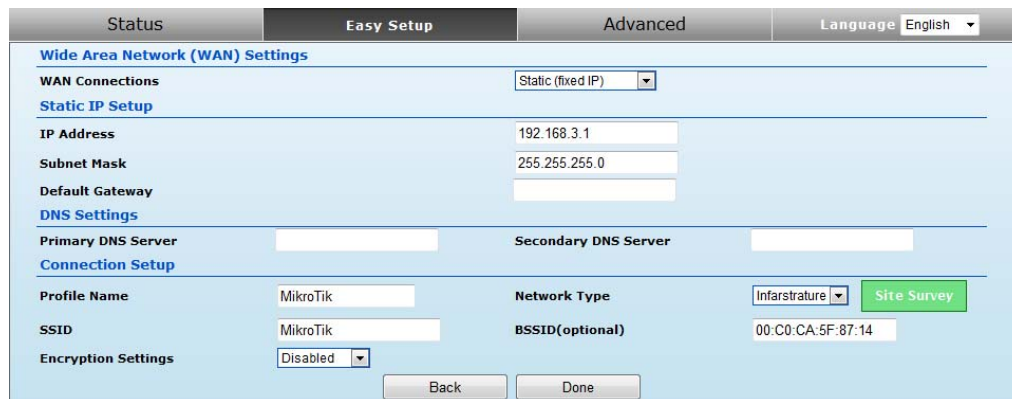 Status Easy Setup Advanced Language English
Wide Area Network (WAN) Settings
WAN Connections Static (fixed IP)
Static IP Setup
IP Address 192.168.3.1
Subnet Mask 255.255.255.0
Default Gateway
DNS Settings
Primary DNS Server Secondary DNS Server
Connection Setup
Profile Name MikroTik Network Type Infarstrature Site Survey
SSID MikroTik BSSID(optional) 00:C0:CA:5F:87:14
Encryption Settings Disabled
Back Done